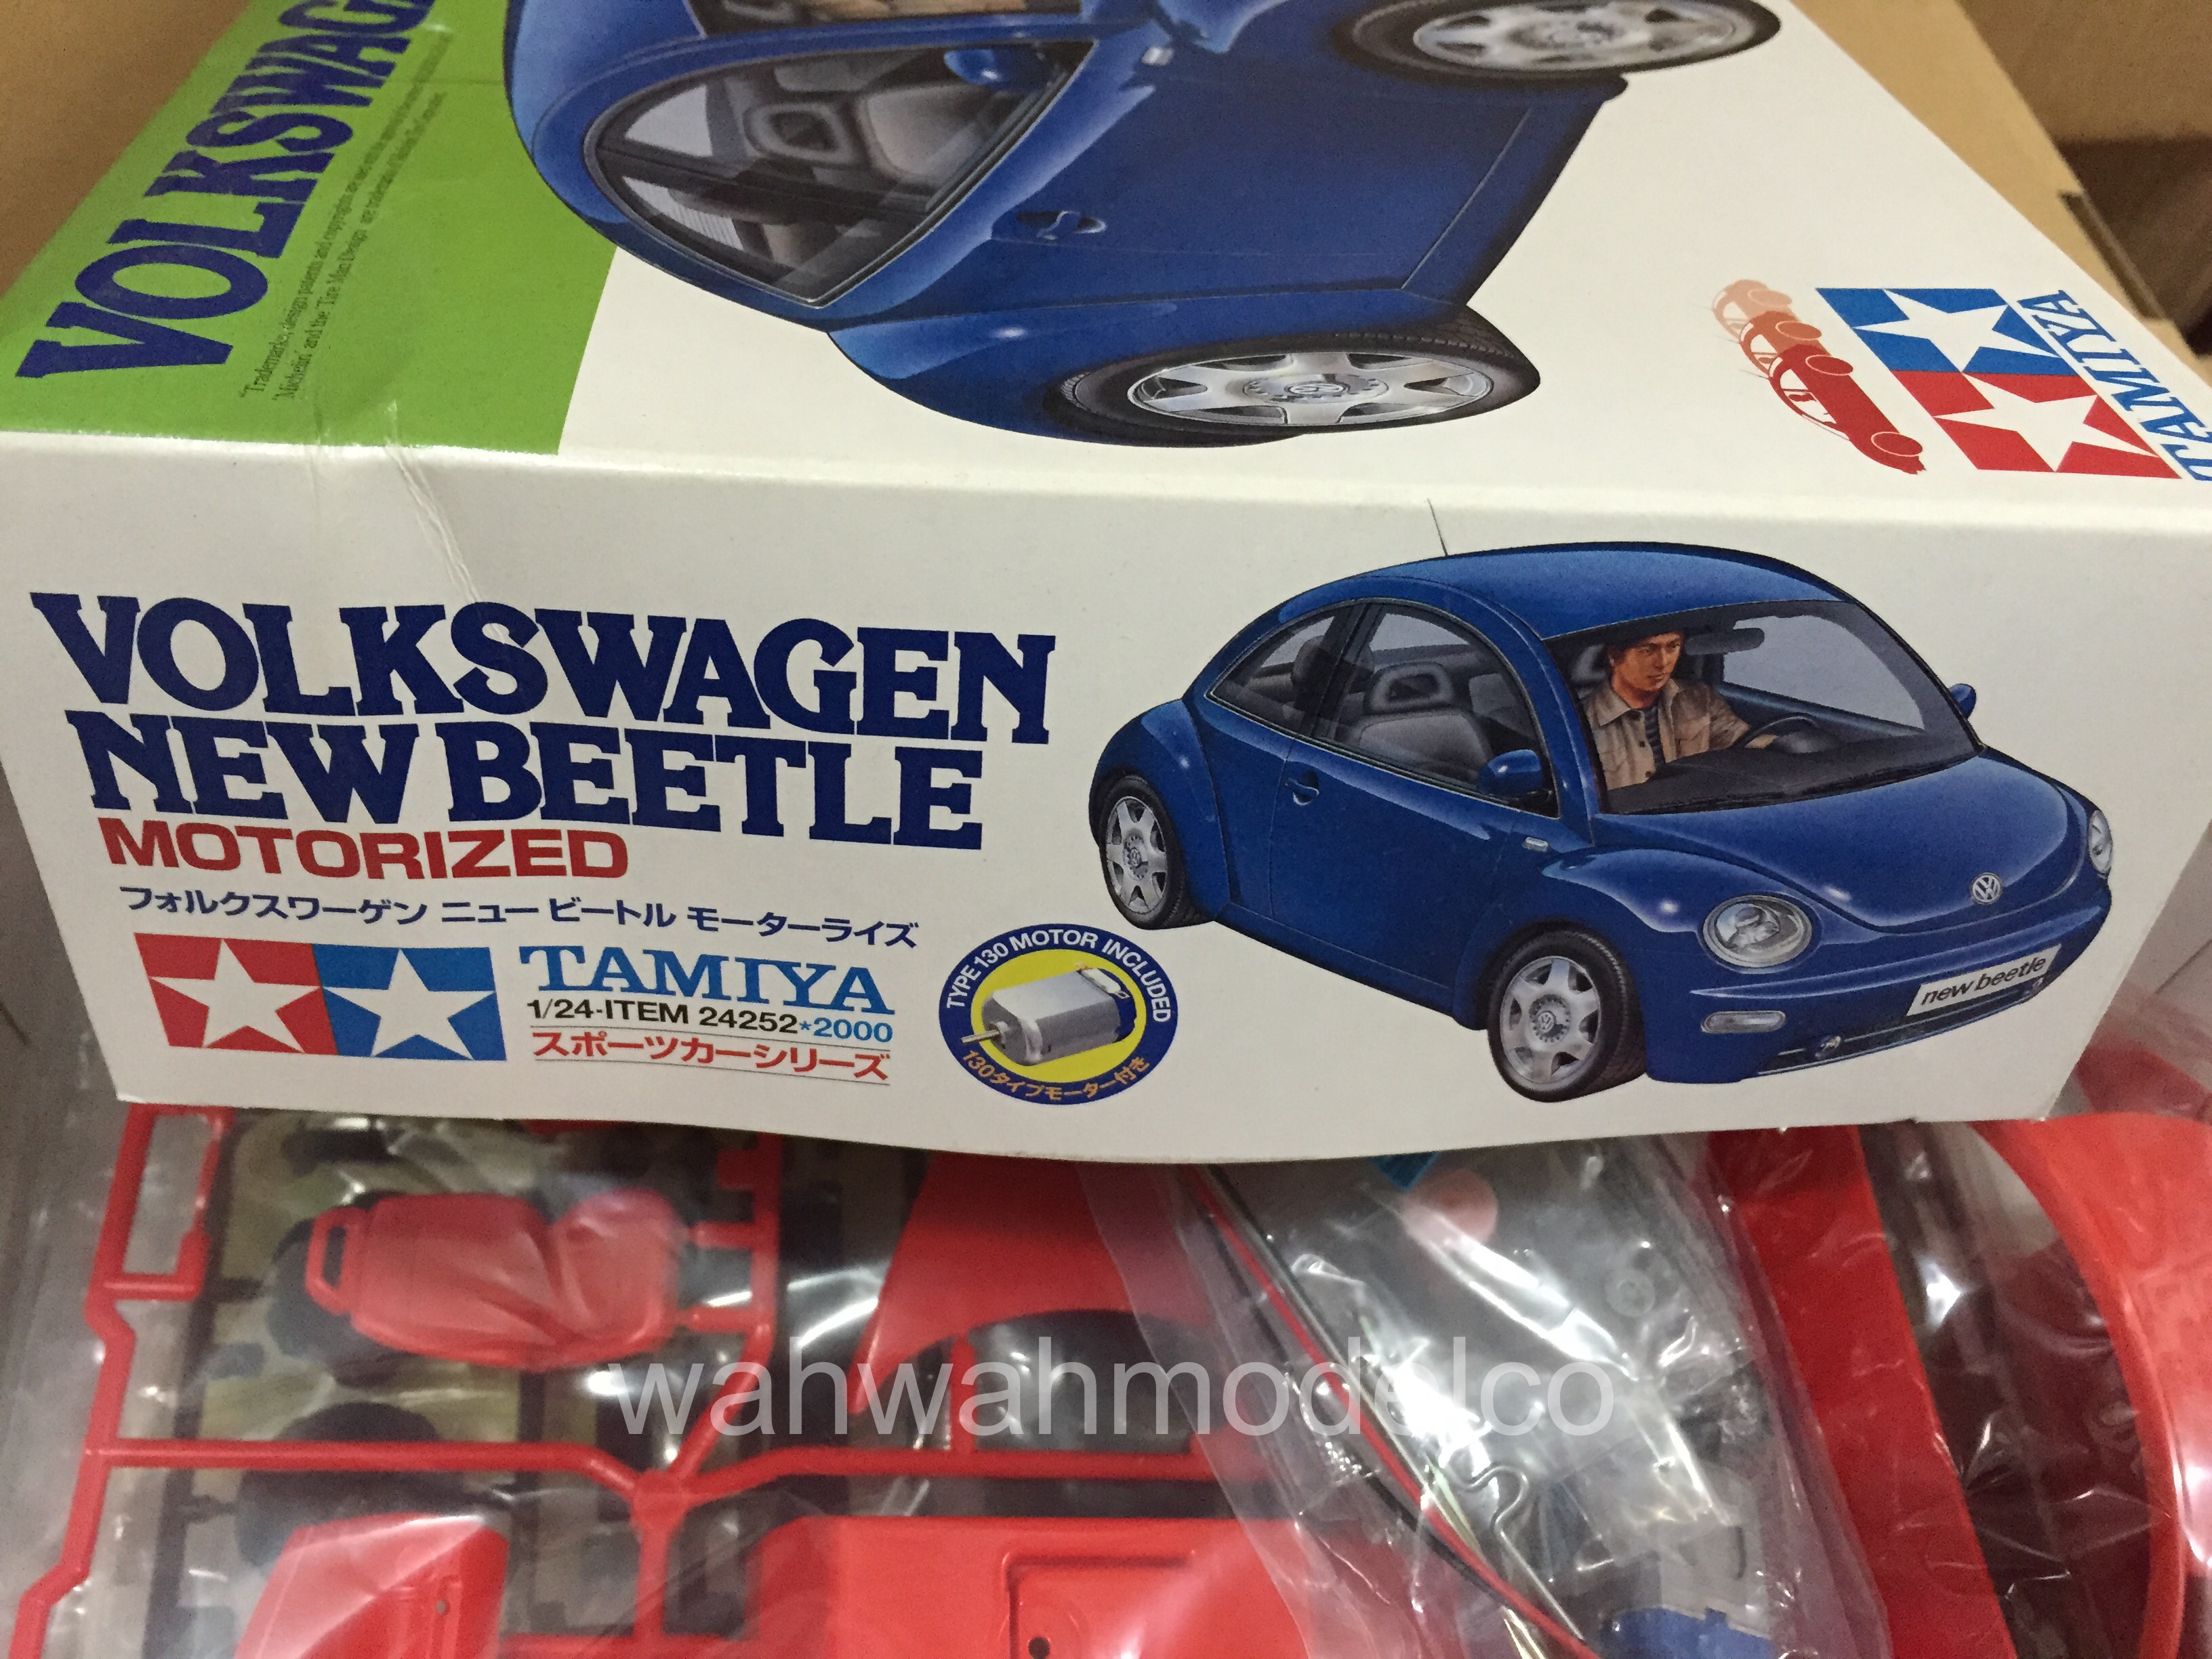 VOLKSWAG
TAMIYA
VOLKSWAGEN
NEW BEETLE
MOTORIZED
フォルクスワーゲン ニュー ビートル モーターライズ
TAMIYA
1/24-ITEM 24252★2000
スポーツカーシリーズ
TYPE 130 MOTOR INCLUDED
130タイプモーター付き
new beetle
wahwahmodelco